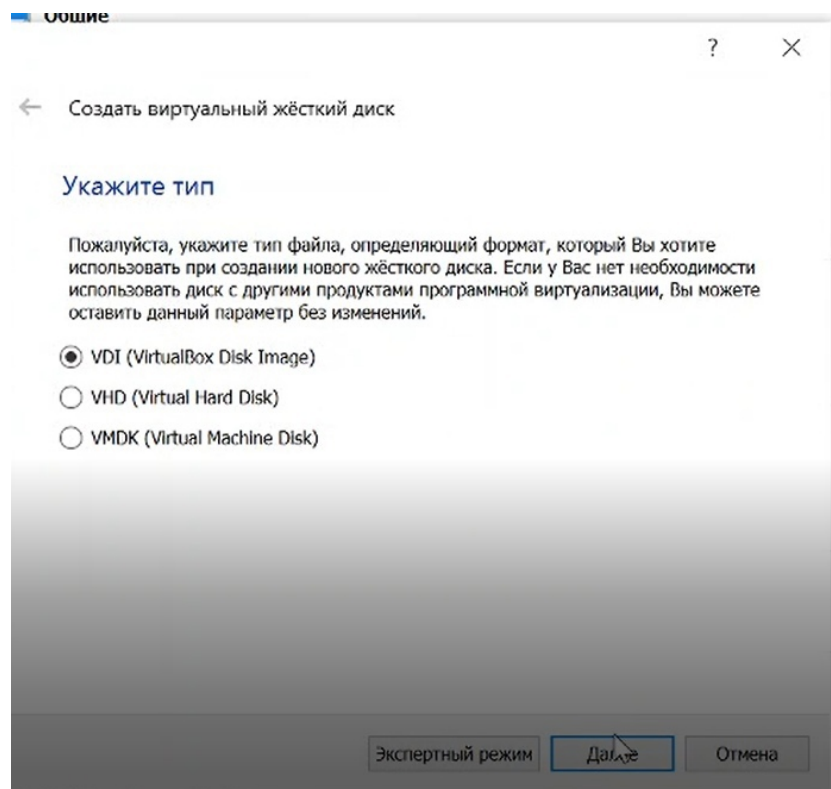 Общие
?
Создать виртуальный жёсткий диск
Укажите тип
Пожалуйста, укажите тип файла, определяющий формат, который Вы хотите
использовать при создании нового жёсткого диска. Если у Вас нет необходимости
использовать диск с другими продуктами программной виртуализации, Вы можете
оставить данный параметр без изменений.
VDI (VirtualBox Disk Image)
VHD (Virtual Hard Disk)
VMDK (Virtual Machine Disk)
Экспертный режим Далее Отмена